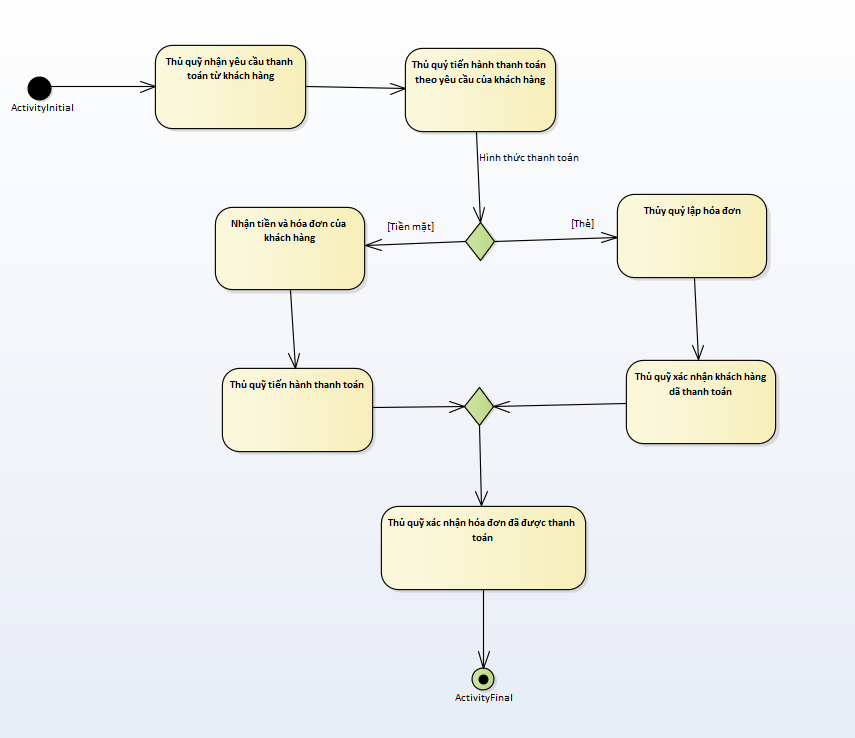 Thủ quỹ nhận yêu cầu thanh
toán từ khách hàng
Thủ quỷ tiến hành thanh toán
theo yêu cầu của khách hàng
ActivityInitial
Hình thức thanh toán
Nhận tiền và hóa đơn của
khách hàng
[Tiền mặt]
[Thẻ]
Thủy quỷ lập hóa đơn
Thủ quỹ tiến hành thanh toán
Thủ quỹ xác nhận khách hàng
dã thanh toán
Thủ quỹ xác nhận hóa đơn đã được thanh
toán
ActivityFinal